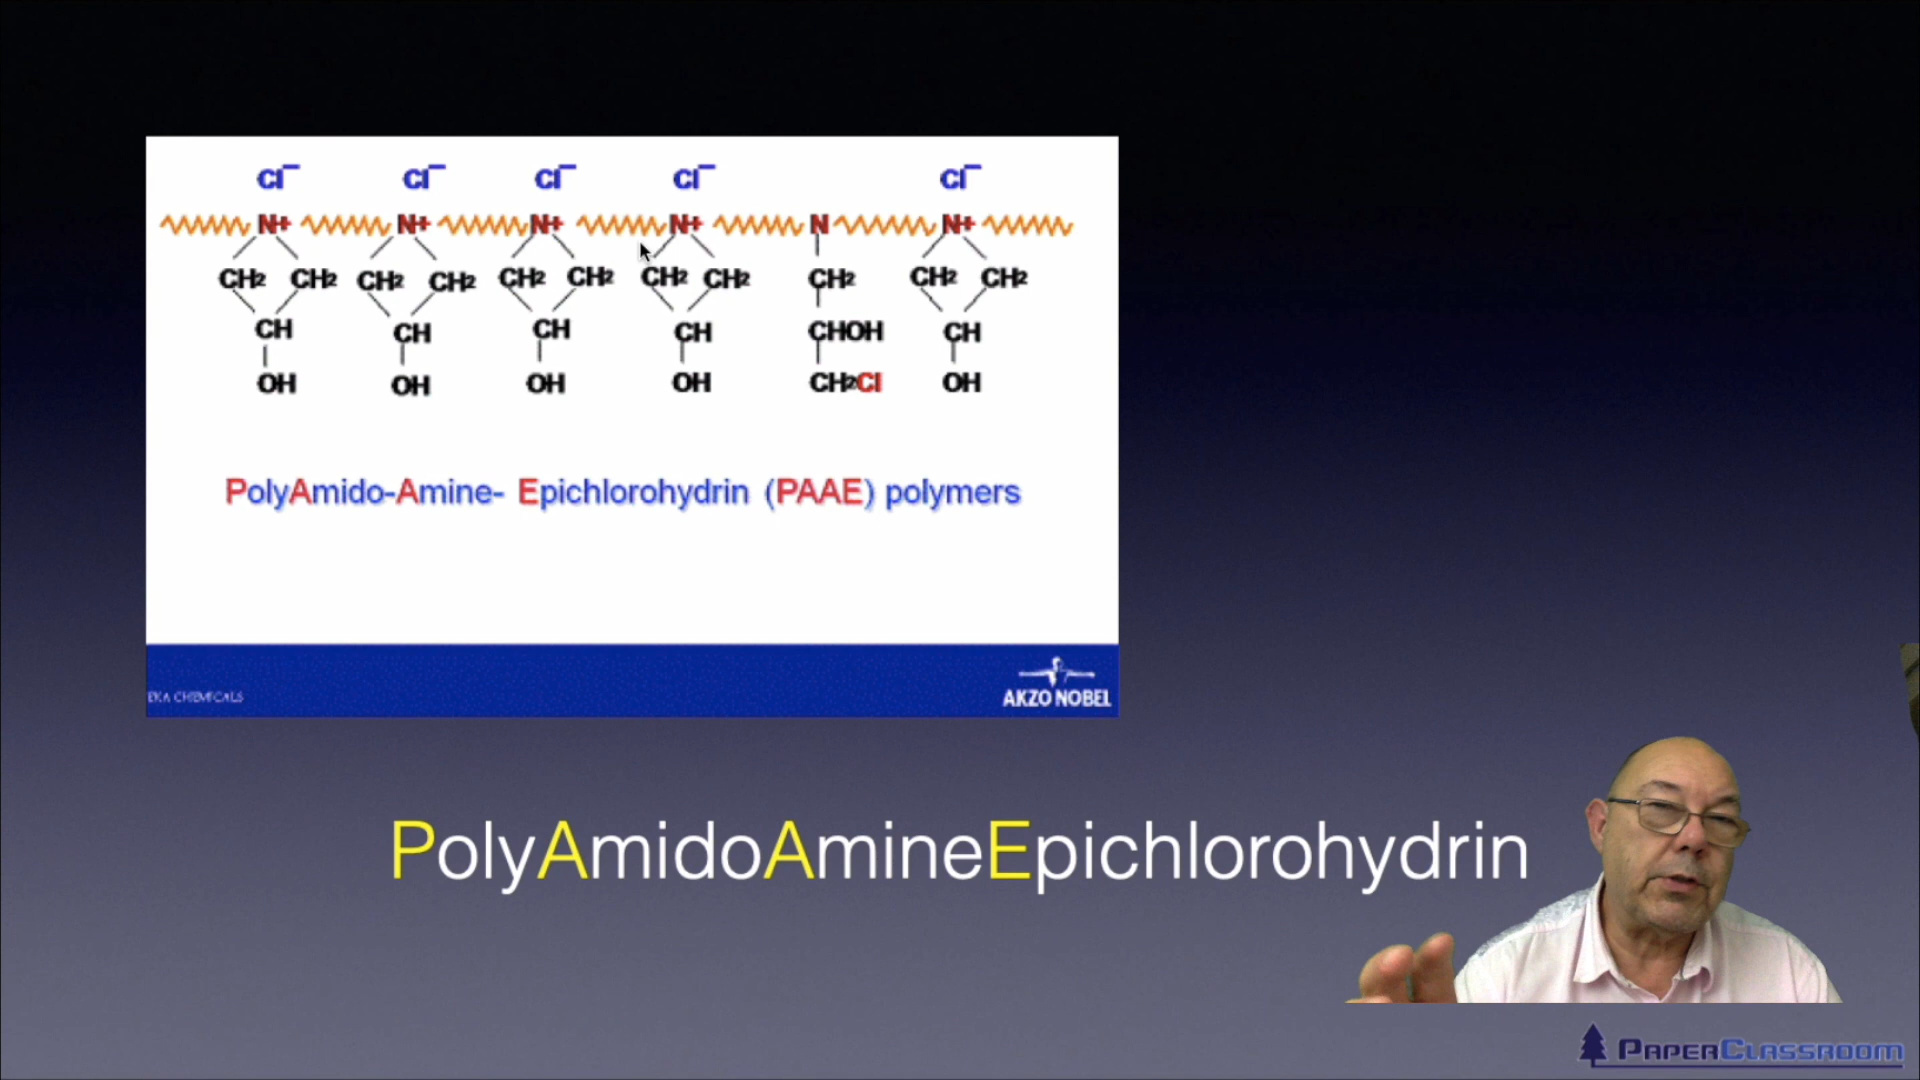 Cl⁻ Cl⁻ Cl⁻ Cl⁻ Cl⁻
N+ N+ N+ N+ N N+
CH2 CH2 CH2 CH2 CH2 CH2 CH2 CH2 CH2 CH2 CH2
CH CH CH CH CHOH CH
OH OH OH OH CH2Cl OH
PolyAmido-Amine- Epichlorohydrin (PAAE) polymers
EKA CHEMICALS
AKZO NOBEL
PolyAmidoAmineEpichlorohydrin
PAPERCLASSROOM